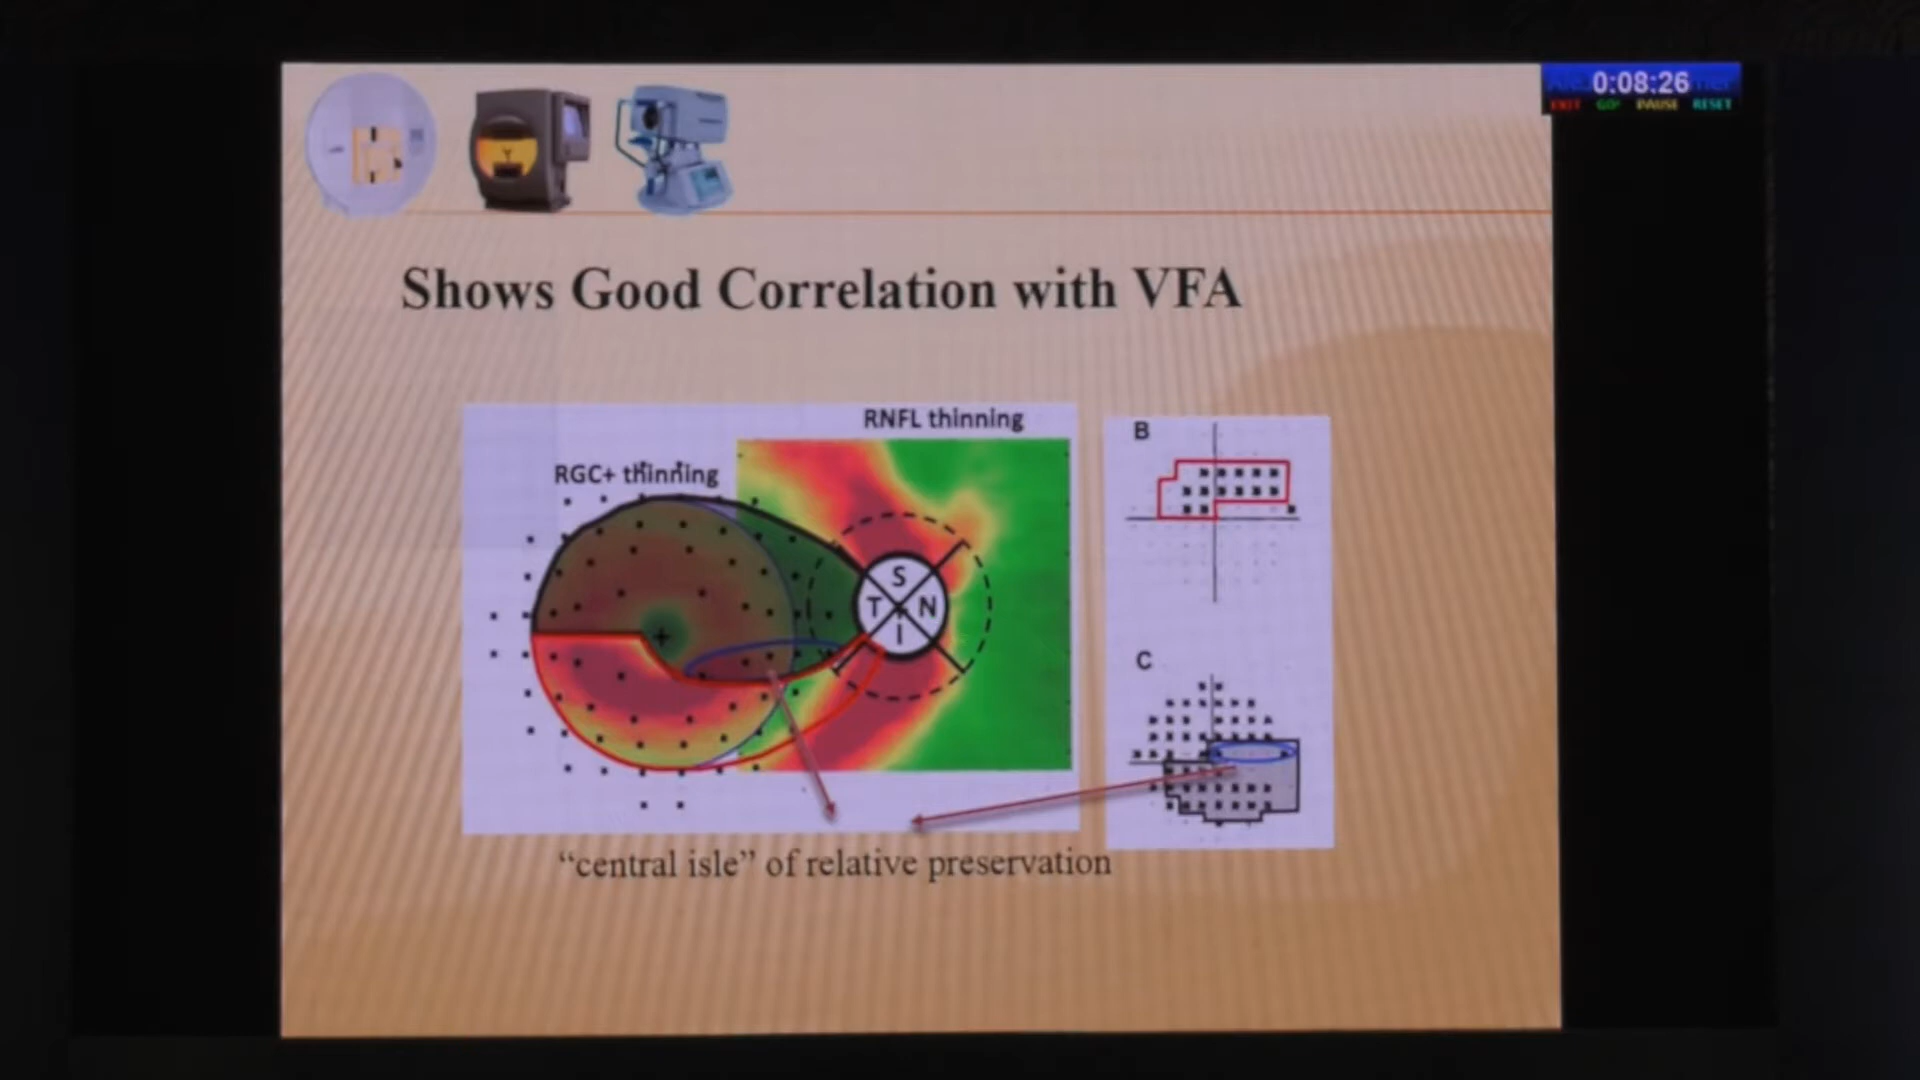 0:08:26
EXIT GO! PAUSE RESET
Shows Good Correlation with VFA
RNFL thinning
RGC+ thinning
S
T N
I
B
C
“central isle” of relative preservation